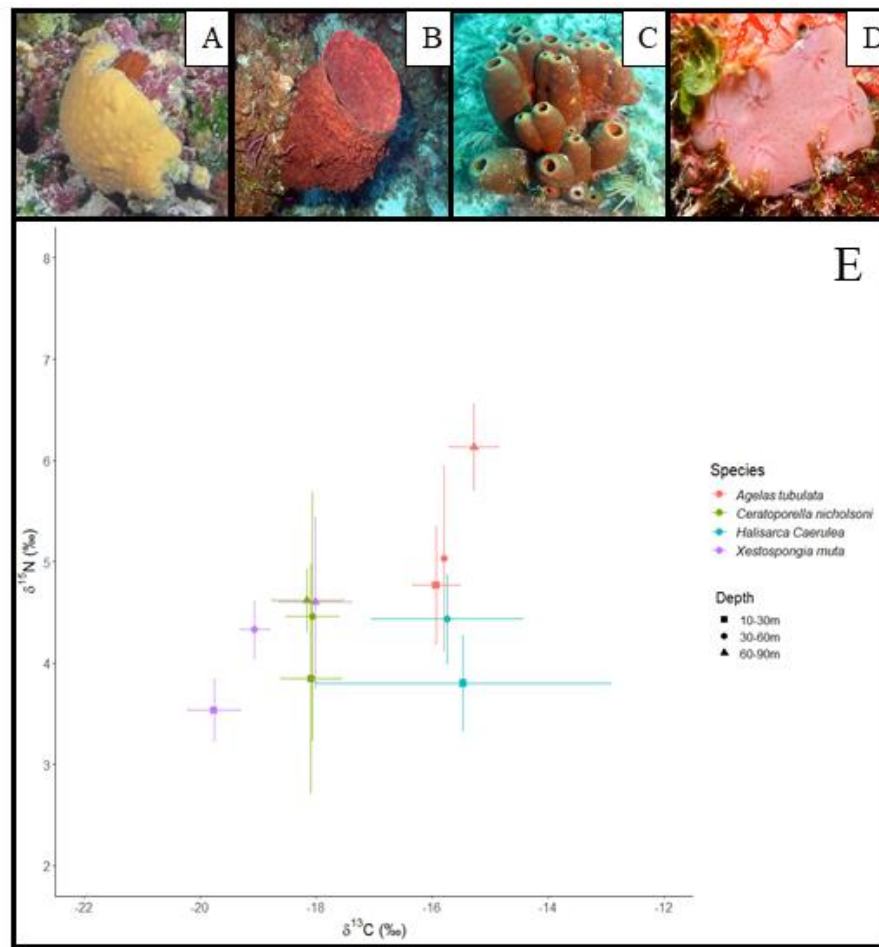 A
B
C
D
E
8
7
6
5
4
3
2
δ15N (‰)
-22
-20
-18
-16
-14
-12
δ13C (‰)
Species
Agelas tubulata
Ceratoporella nicholsoni
Halisarca Caerulea
Xestospongia muta
Depth
10-30m
30-60m
60-90m